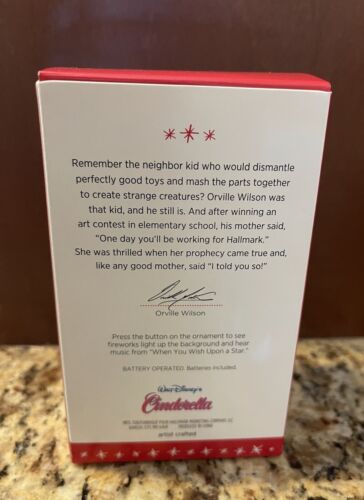 Remember the neighbor kid who would dismantle
perfectly good toys and mash the parts together
to create strange creatures? Orville Wilson was
that kid, and he still is. And after winning an
art contest in elementary school, his mother said,
"One day you'll be working for Hallmark."
She was thrilled when her prophecy came true and,
like any good mother, said "I told you so!"
Orville Wilson
Press the button on the ornament to see
fireworks light up the background and hear
music from "When You Wish Upon a Star."
BATTERY OPERATED. Batteries included.
Walt Disney's
Cinderella
artist crafted